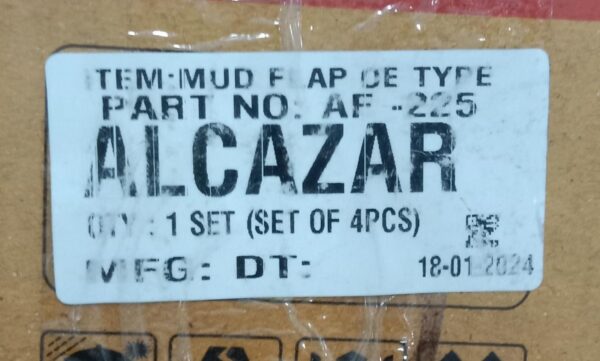 ITEM:MUD FLAP OE TYPE
PART NO: AF -225
ALCAZAR
QTY : 1 SET (SET OF 4PCS)
MFG: DT: 18-01-2024